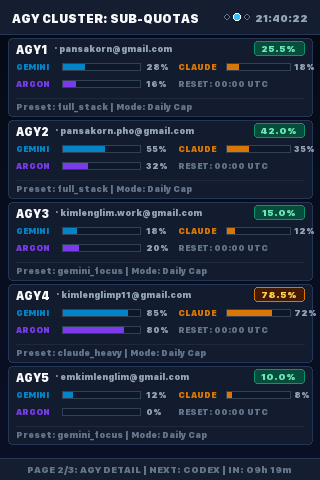 AGY CLUSTER: SUB-QUOTAS 21:40:22
AGY1 · pansakorn@gmail.com 25.5%
GEMINI 28% CLAUDE 18%
ARGON 16% RESET: 00:00 UTC
Preset: full_stack | Mode: Daily Cap
AGY2 · pansakorn.pho@gmail.com 42.0%
GEMINI 55% CLAUDE 35%
ARGON 32% RESET: 00:00 UTC
Preset: full_stack | Mode: Daily Cap
AGY3 · kimlenglim.work@gmail.com 15.0%
GEMINI 18% CLAUDE 12%
ARGON 20% RESET: 00:00 UTC
Preset: gemini_focus | Mode: Daily Cap
AGY4 · kimlenglimp11@gmail.com 78.5%
GEMINI 85% CLAUDE 72%
ARGON 80% RESET: 00:00 UTC
Preset: claude_heavy | Mode: Daily Cap
AGY5 · emkimlenglim@gmail.com 10.0%
GEMINI 12% CLAUDE 8%
ARGON 0% RESET: 00:00 UTC
Preset: gemini_focus | Mode: Daily Cap
PAGE 2/3: AGY DETAIL | NEXT: CODEX | IN: 09h 19m